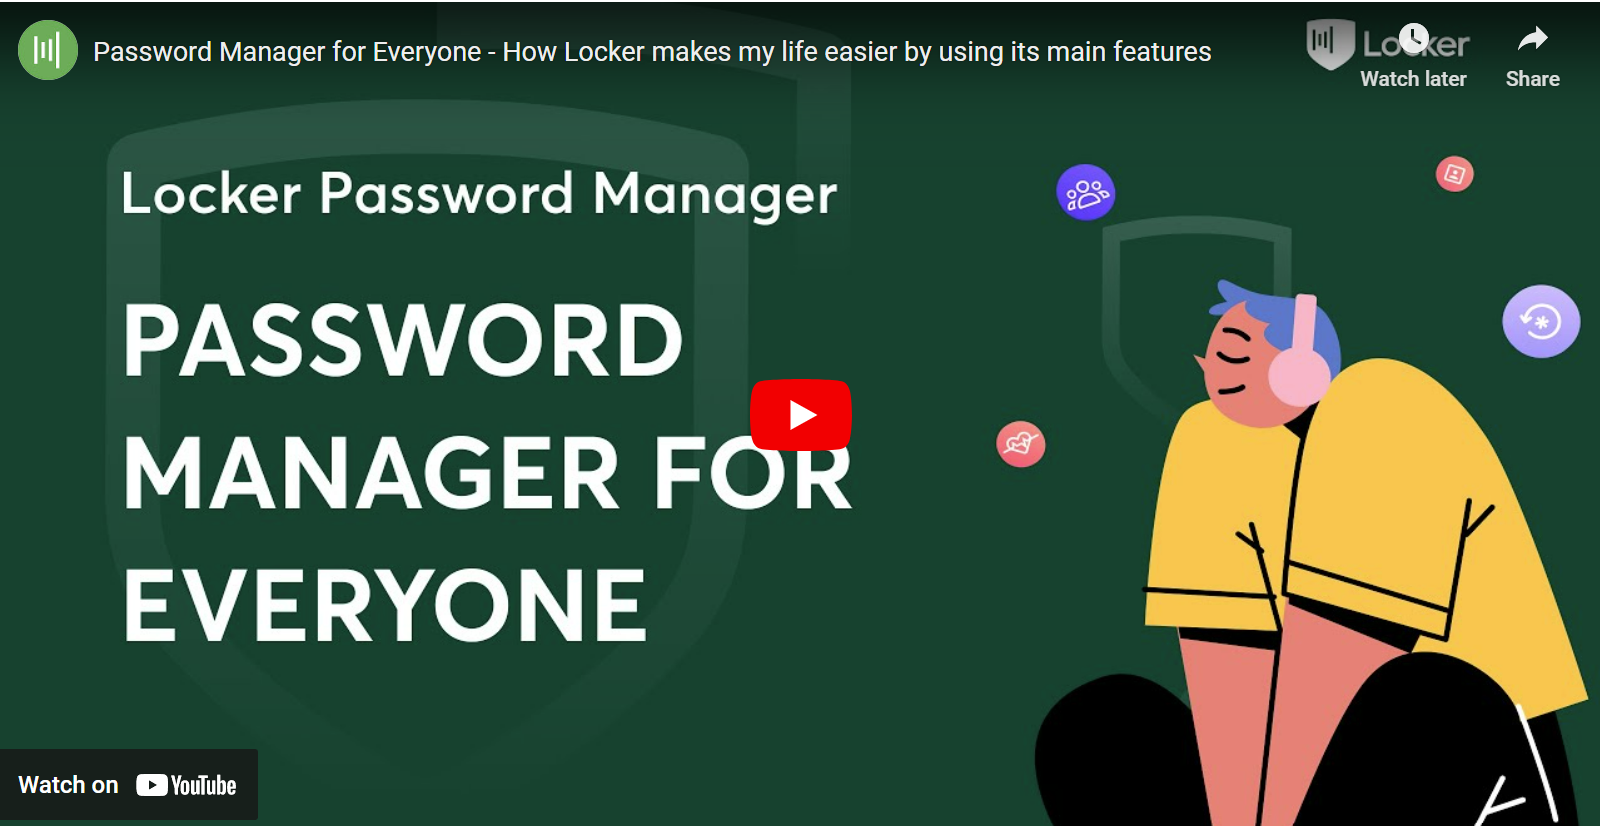 Password Manager for Everyone - How Locker makes my life easier by using its main features
Locker
Watch later
Share
Locker Password Manager
PASSWORD
MANAGER FOR
EVERYONE
Watch on YouTube